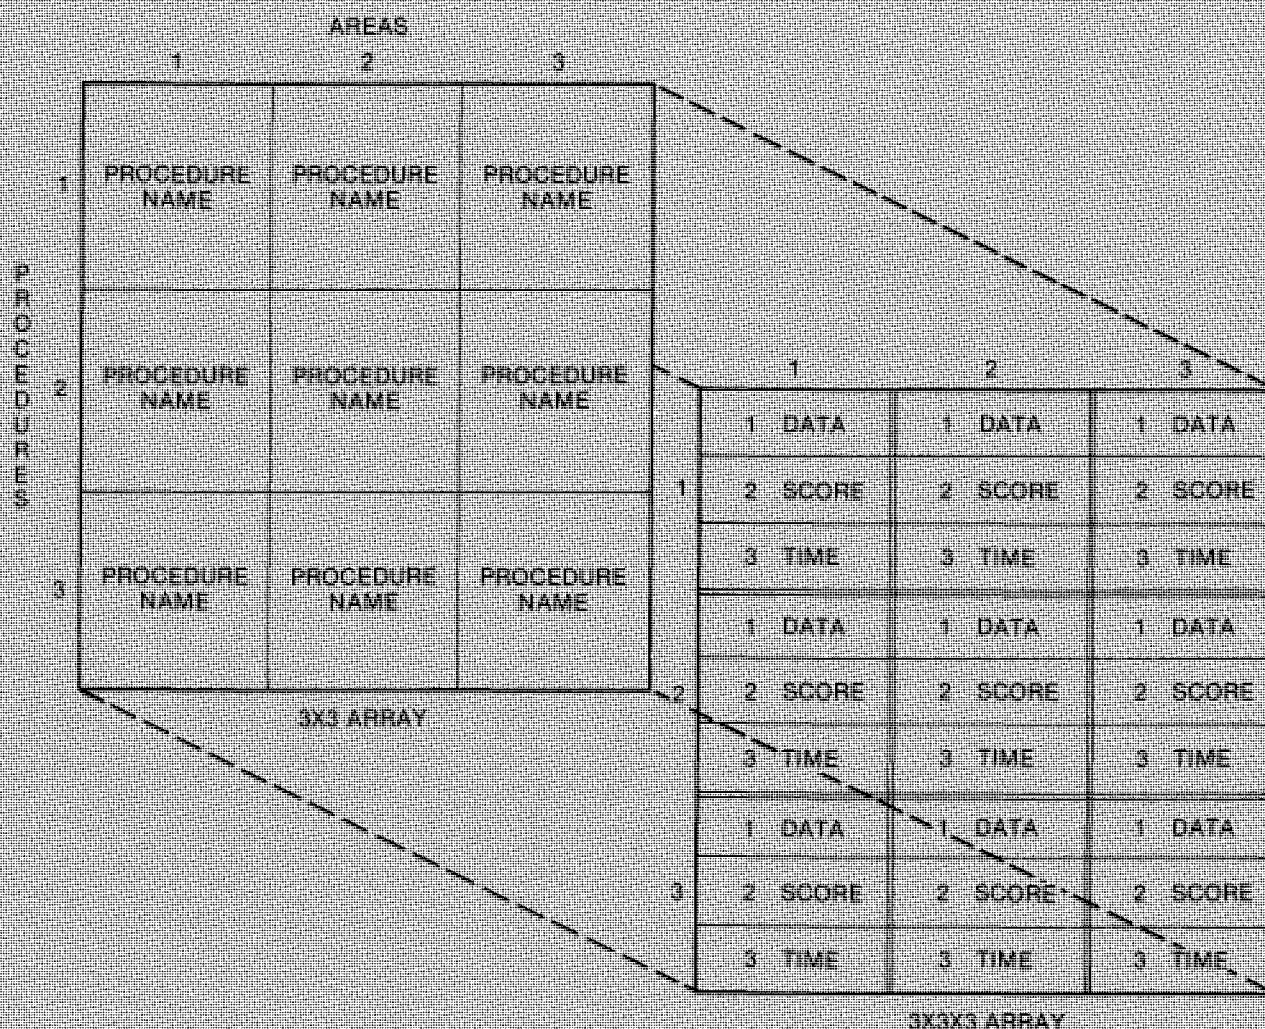 AREAS
1 2 3
PROCEDURES
1 PROCEDURE NAME PROCEDURE NAME PROCEDURE NAME
2 PROCEDURE NAME PROCEDURE NAME PROCEDURE NAME
3 PROCEDURE NAME PROCEDURE NAME PROCEDURE NAME
3X3 ARRAY
1 2 3
1
1 DATA 1 DATA 1 DATA
2 SCORE 2 SCORE 2 SCORE
3 TIME 3 TIME 3 TIME
2
1 DATA 1 DATA 1 DATA
2 SCORE 2 SCORE 2 SCORE
3 TIME 3 TIME 3 TIME
3
1 DATA 1 DATA 1 DATA
2 SCORE 2 SCORE 2 SCORE
3 TIME 3 TIME 3 TIME
3X3X3 ARRAY